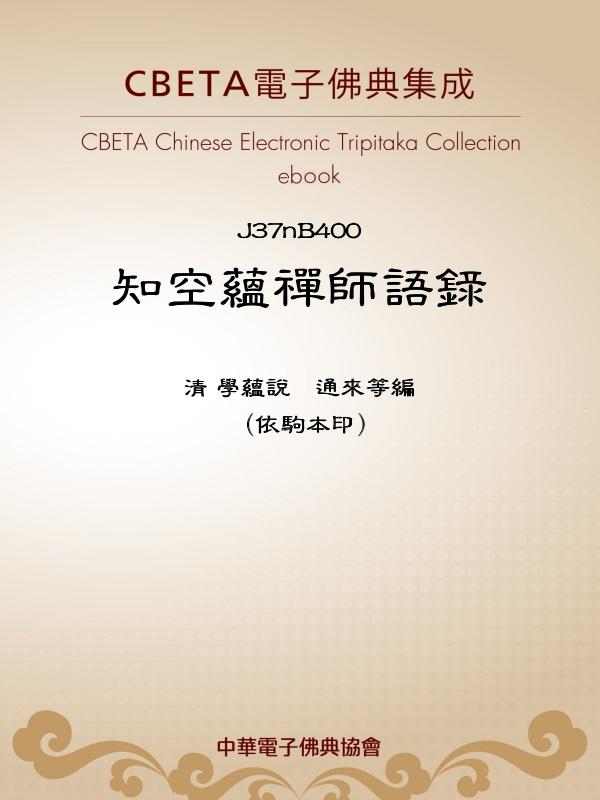 CBETA電子佛典集成
CBETA Chinese Electronic Tripitaka Collection
ebook
J37nB400
知空蘊禪師語錄
清 學蘊說　通來等編
(依駒本印)
中華電子佛典協會